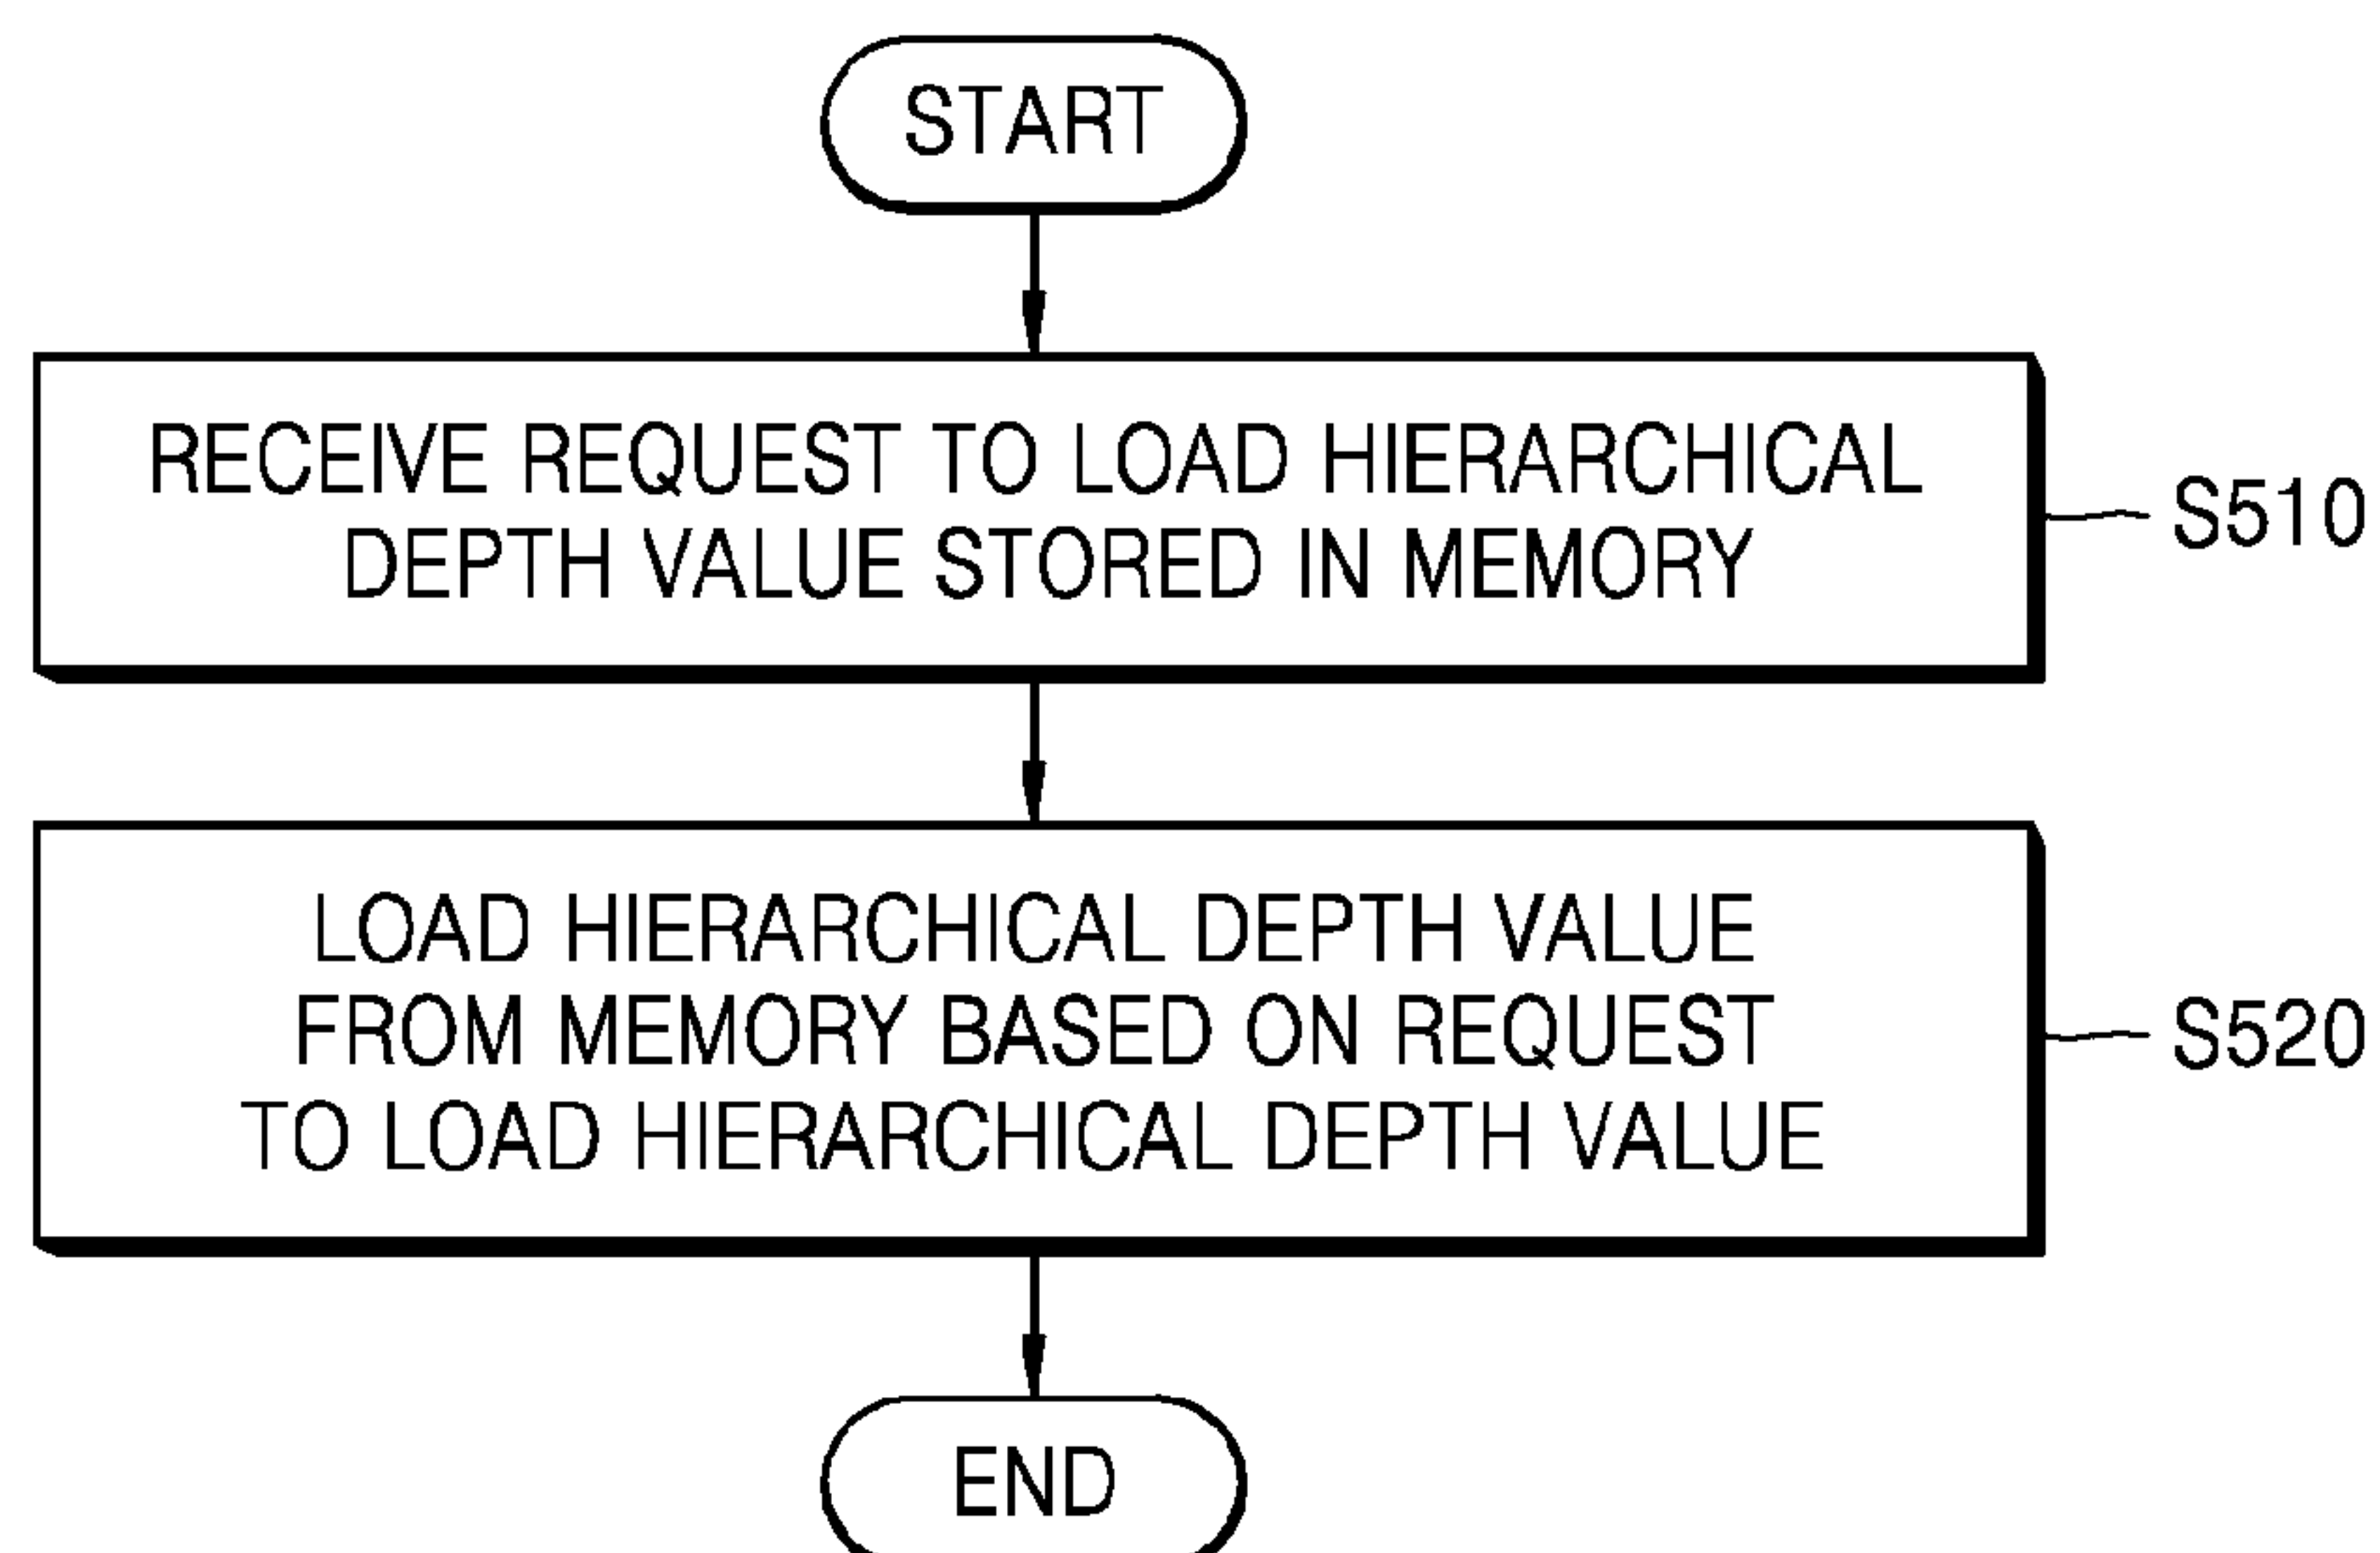 START
RECEIVE REQUEST TO LOAD HIERARCHICAL
DEPTH VALUE STORED IN MEMORY
S510
LOAD HIERARCHICAL DEPTH VALUE
FROM MEMORY BASED ON REQUEST
TO LOAD HIERARCHICAL DEPTH VALUE
S520
END